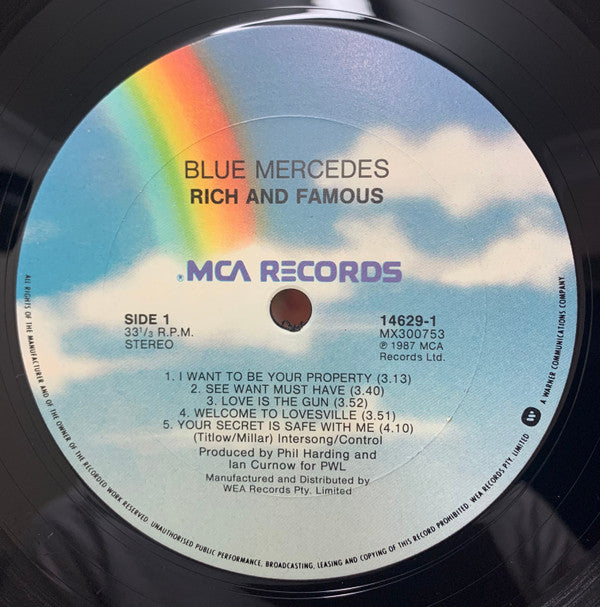 BLUE MERCEDES
RICH AND FAMOUS
®MCA RECORDS
SIDE 1
33 1/3 R.P.M.
STEREO
14629-1
MX300753
℗ 1987 MCA
Records Ltd.
1. I WANT TO BE YOUR PROPERTY (3.13)
2. SEE WANT MUST HAVE (3.40)
3. LOVE IS THE GUN (3.52)
4. WELCOME TO LOVESVILLE (3.51)
5. YOUR SECRET IS SAFE WITH ME (4.10)
(Titlow/Millar) Intersong/Control
Produced by Phil Harding and
Ian Curnow for PWL
Manufactured and Distributed by
WEA Records Pty. Limited
ALL RIGHTS OF THE MANUFACTURER AND OF THE OWNER OF THE RECORDED WORK RESERVED. UNAUTHORISED PUBLIC PERFORMANCE, BROADCASTING, LEASING AND COPYING OF THIS RECORD PROHIBITED. WEA RECORDS PTY. LIMITED
A WARNER COMMUNICATIONS COMPANY.